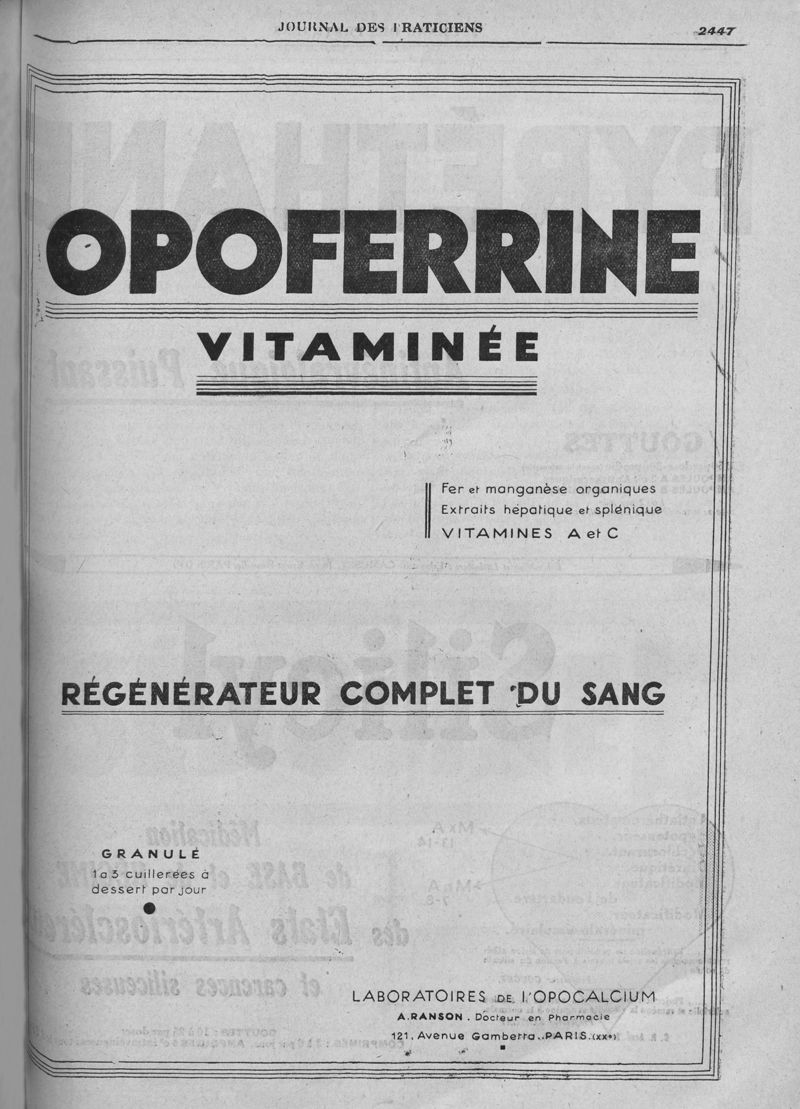 JOURNAL DES PRATICIENS
2447
OPOFERRINE
VITAMINÉE
Fer et manganèse organiques
Extraits hépatique et splénique
VITAMINES A et C
RÉGÉNÉRATEUR COMPLET DU SANG
GRANULÉ
1 a 3 cuillerées à
dessert par jour
LABORATOIRES DE L'OPOCALCIUM
A. RANSON. Docteur en Pharmacie
121, Avenue Gambetta..PARIS.(XXe)